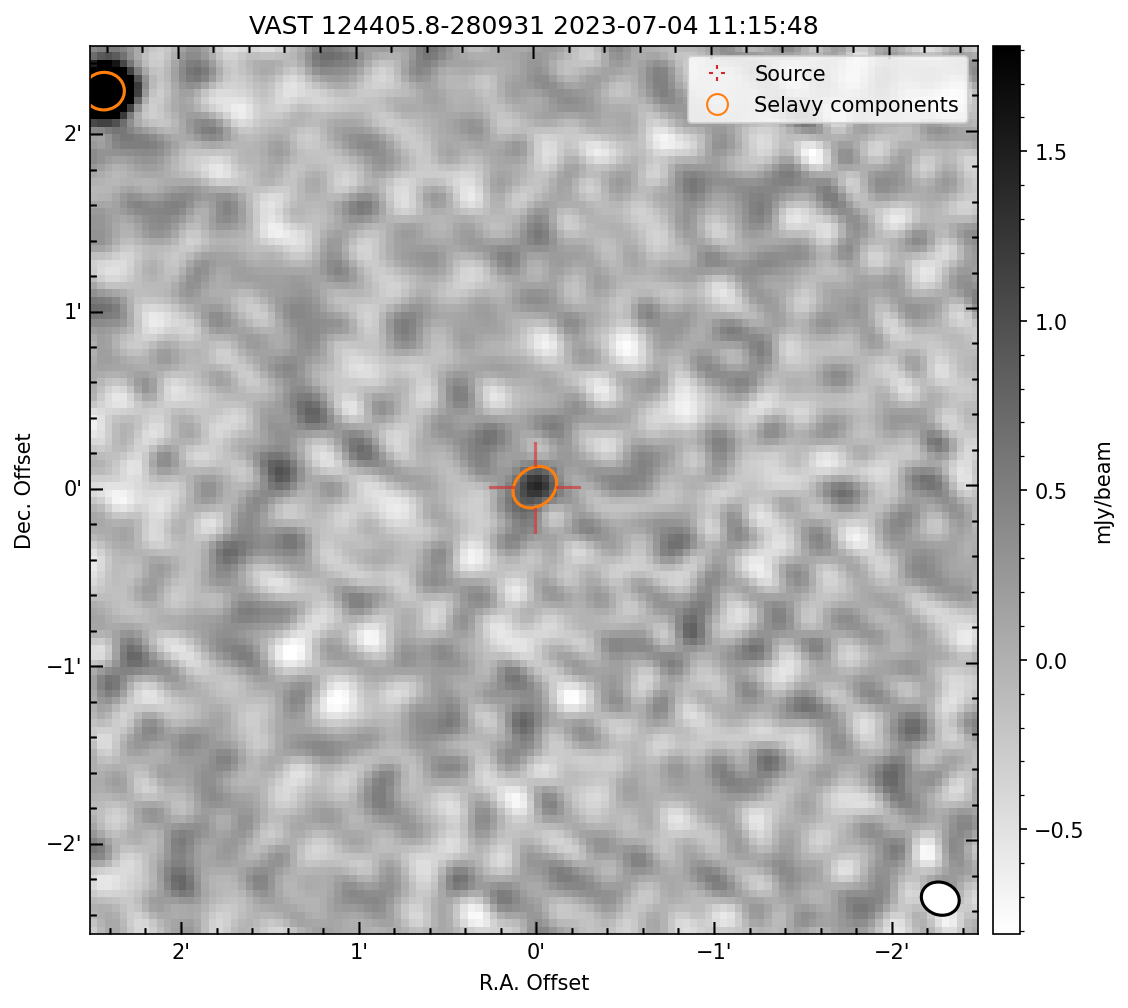 VAST 124405.8-280931 2023-07-04 11:15:48
Source
Selavy components
2'
1'
0'
−1'
−2'
Dec. Offset
2'
1'
0'
−1'
−2'
R.A. Offset
1.5
1.0
0.5
0.0
−0.5
mJy/beam